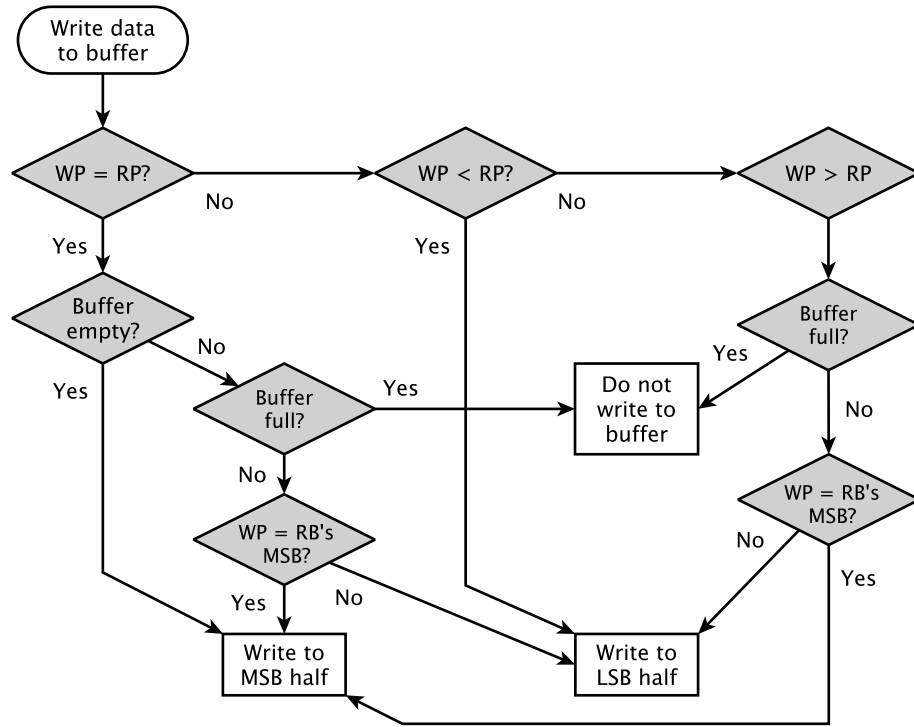 Write data
to buffer
WP = RP?
No
WP < RP?
No
WP > RP
Yes
Yes
Buffer
empty?
No
Yes
Buffer
full?
Yes
Do not
write to
buffer
Yes
Buffer
full?
No
No
WP = RB's
MSB?
Yes
No
WP = RB's
MSB?
No
Yes
Write to
MSB half
Write to
LSB half